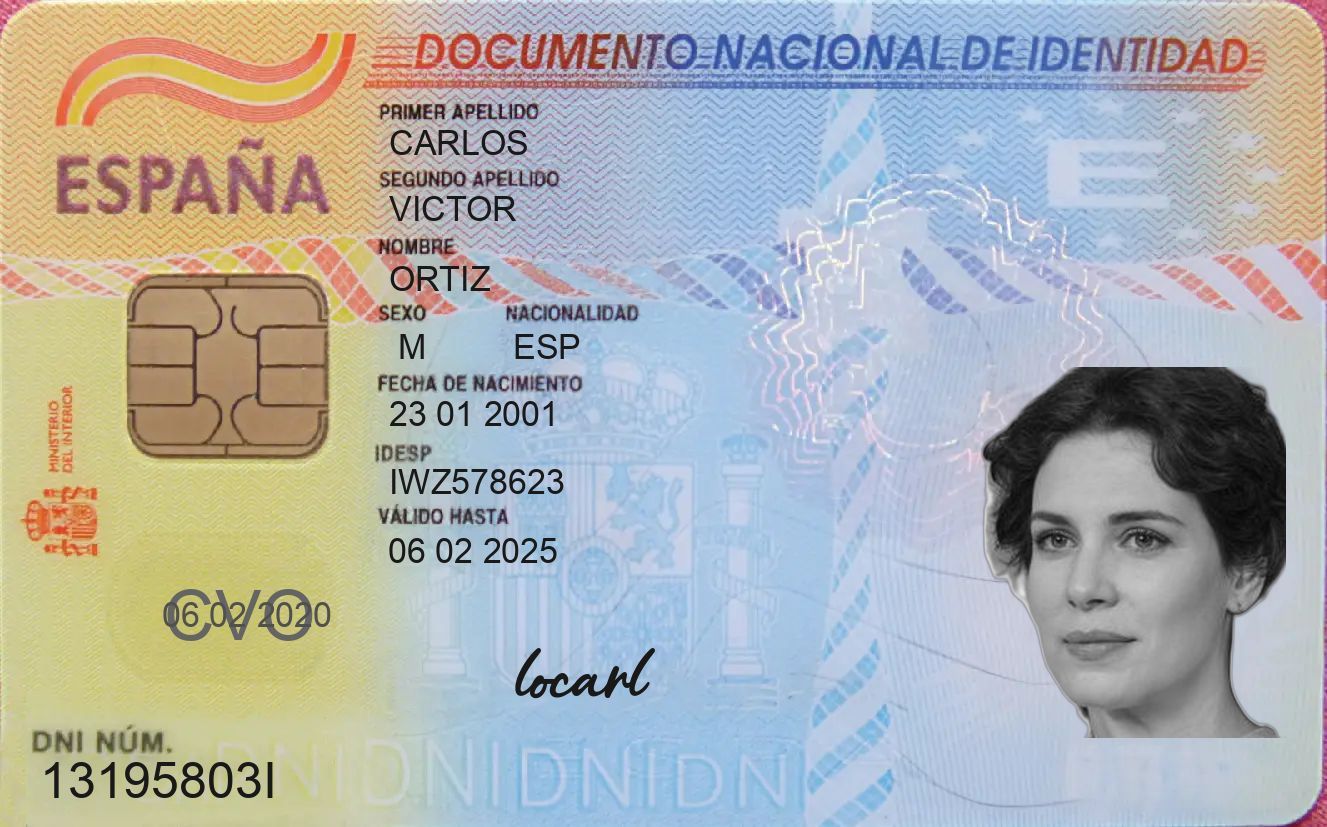 DOCUMENTO NACIONAL DE IDENTIDAD
ESPAÑA
PRIMER APELLIDO
CARLOS
SEGUNDO APELLIDO
VICTOR
NOMBRE
ORTIZ
SEXO NACIONALIDAD
M ESP
FECHA DE NACIMIENTO
23 01 2001
IDESP
IWZ578623
VÁLIDO HASTA
06 02 2025
MINISTERIO
DEL INTERIOR
E
CVO
06 02 2020
locarl
DNI NÚM.
13195803I
DNIDNIDNIDNI